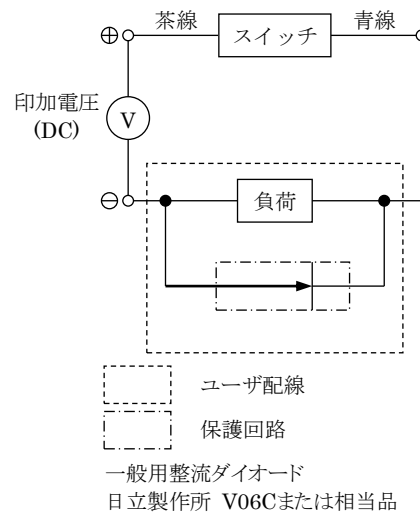 茶線
スイッチ
青線
⊕
印加電圧
(DC)
V
⊖
負荷
ユーザ配線
保護回路
一般用整流ダイオード
日立製作所 V06Cまたは相当品